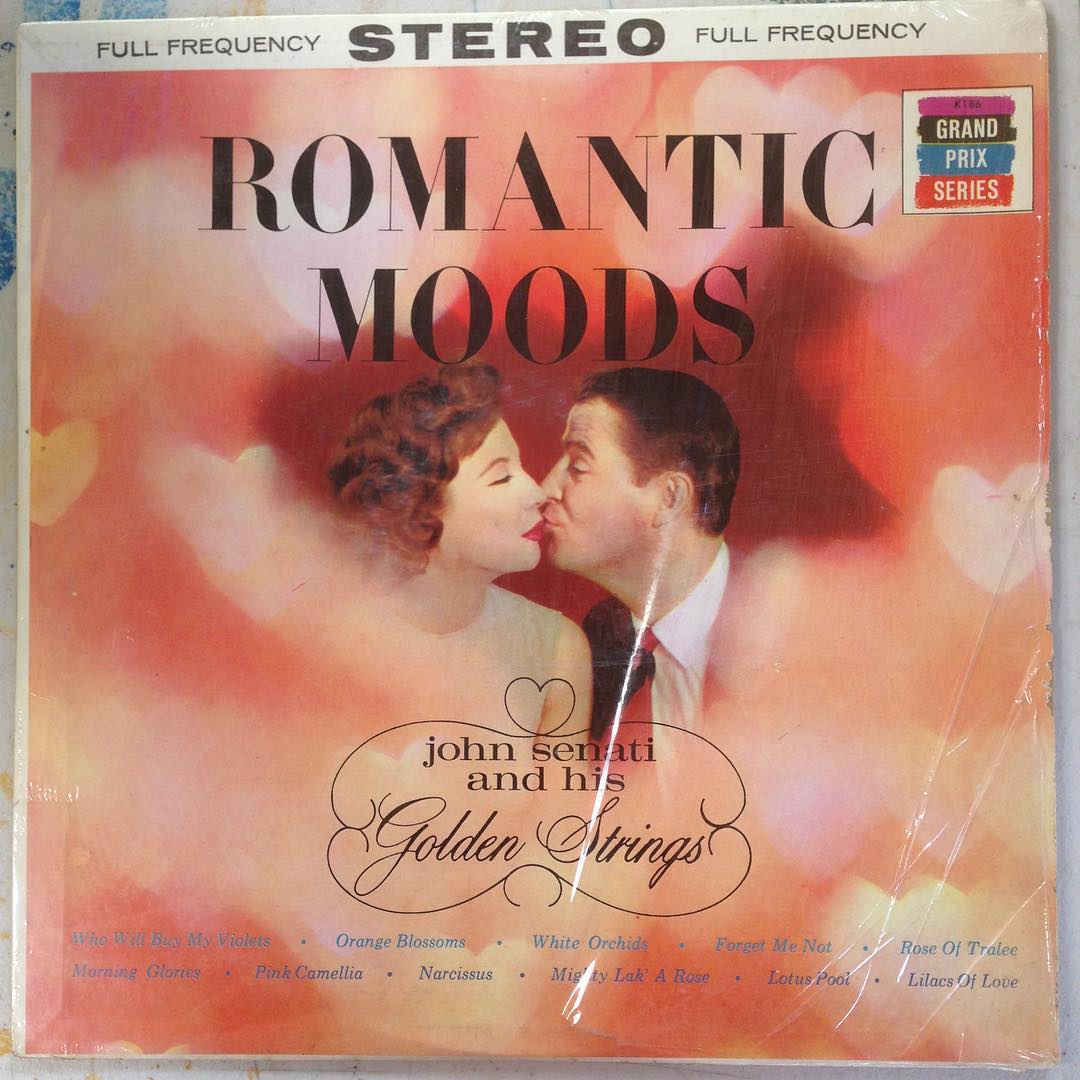 FULL FREQUENCY STEREO FULL FREQUENCY
K186
GRAND
PRIX
SERIES
ROMANTIC
MOODS
john senati
and his
Golden Strings
Who Will Buy My Violets • Orange Blossoms • White Orchids • Forget Me Not • Rose Of Tralee
Morning Glories • Pink Camellia • Narcissus • Mighty Lak' A Rose • Lotus Pool • Lilacs Of Love